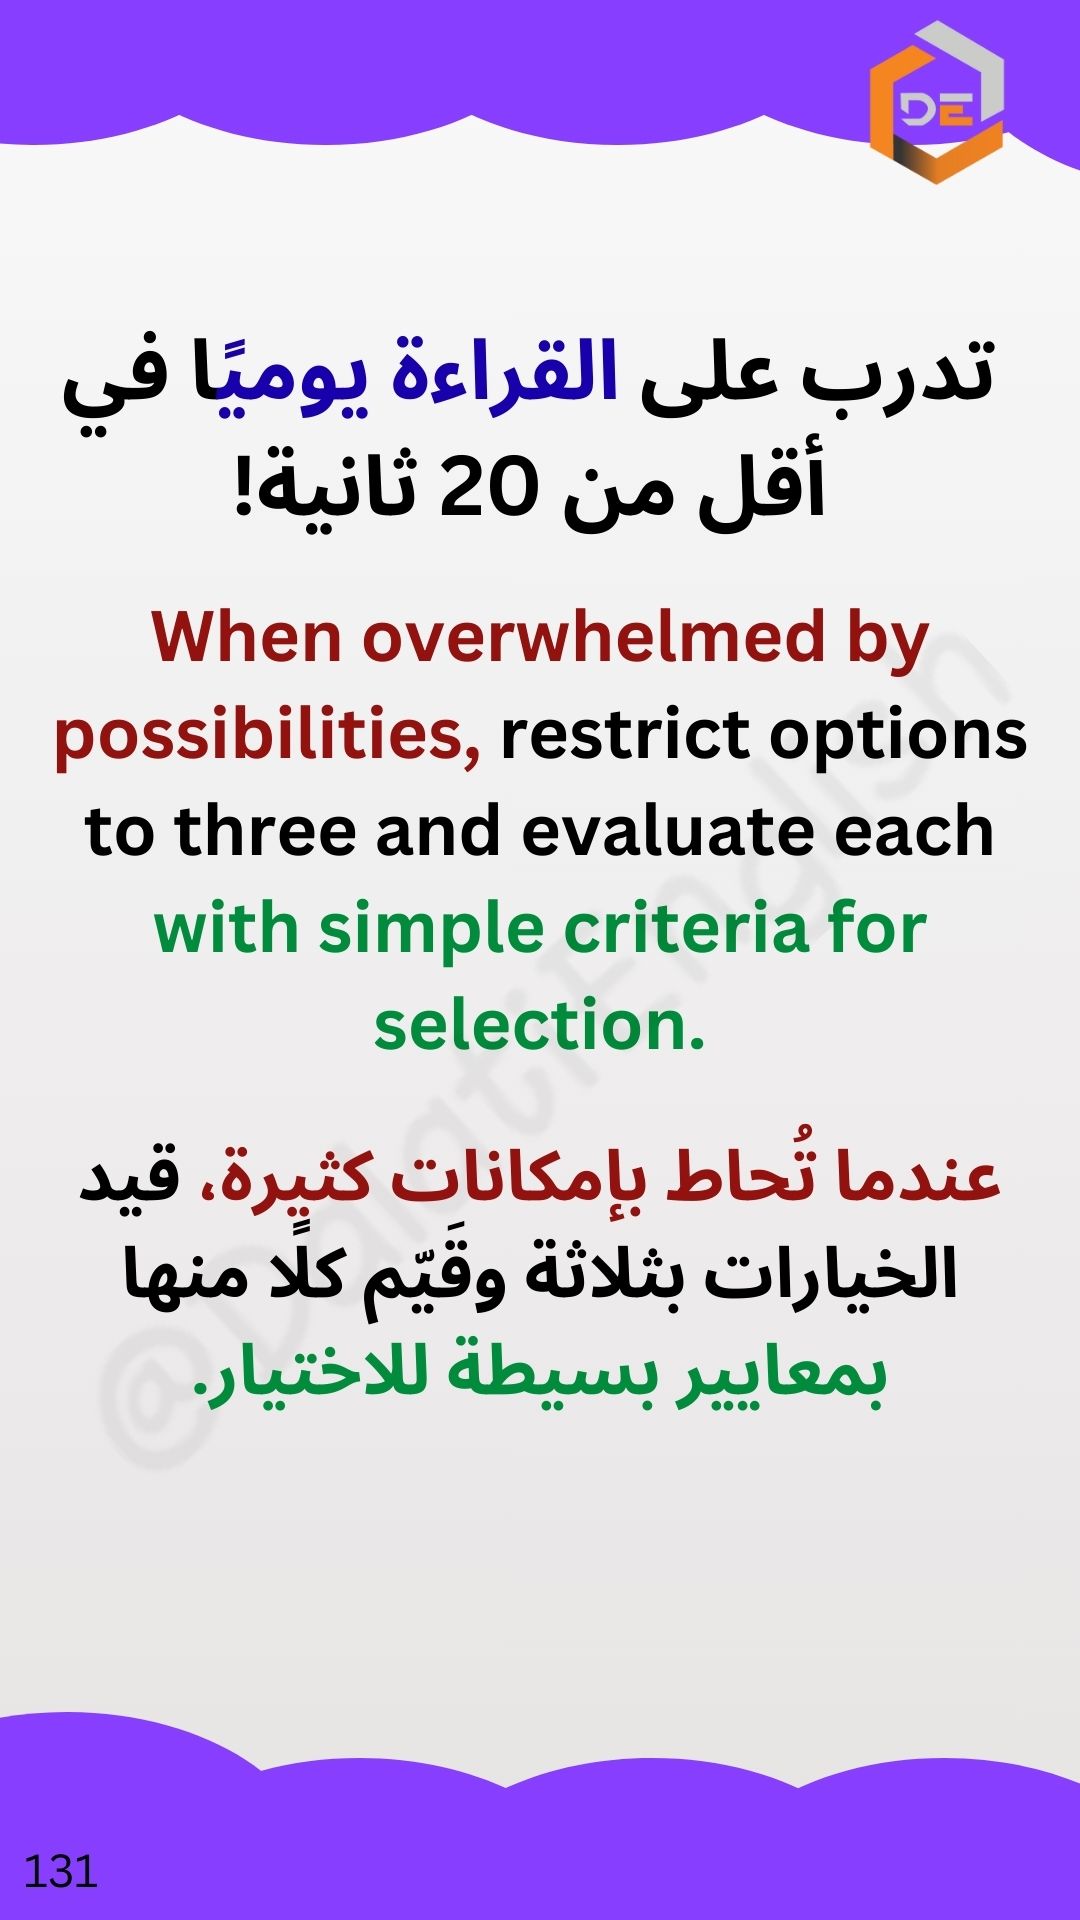 DE
تدرب على القراءة يوميًا في
أقل من 20 ثانية!
When overwhelmed by
possibilities, restrict options
to three and evaluate each
with simple criteria for
selection.
عندما تُحاط بإمكانات كثيرة، قيد
الخيارات بثلاثة وقَيّم كلًا منها
بمعايير بسيطة للاختيار.
@DalatiEnglish
131